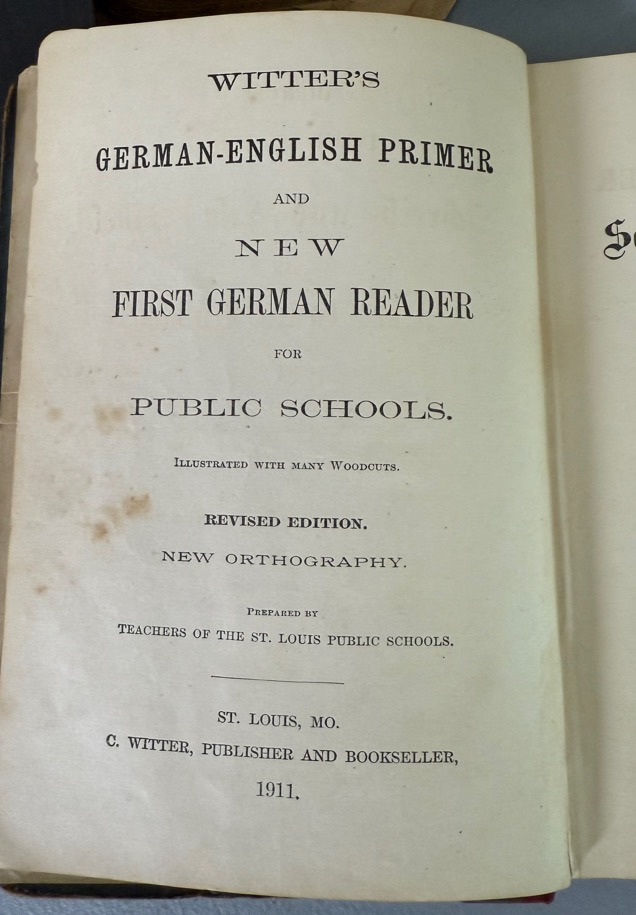 WITTER'S
GERMAN-ENGLISH PRIMER
AND
NEW
FIRST GERMAN READER
FOR
PUBLIC SCHOOLS.
ILLUSTRATED WITH MANY WOODCUTS.
REVISED EDITION.
NEW ORTHOGRAPHY.
PREPARED BY
TEACHERS OF THE ST. LOUIS PUBLIC SCHOOLS.
ST. LOUIS, MO.
C. WITTER, PUBLISHER AND BOOKSELLER,
1911.